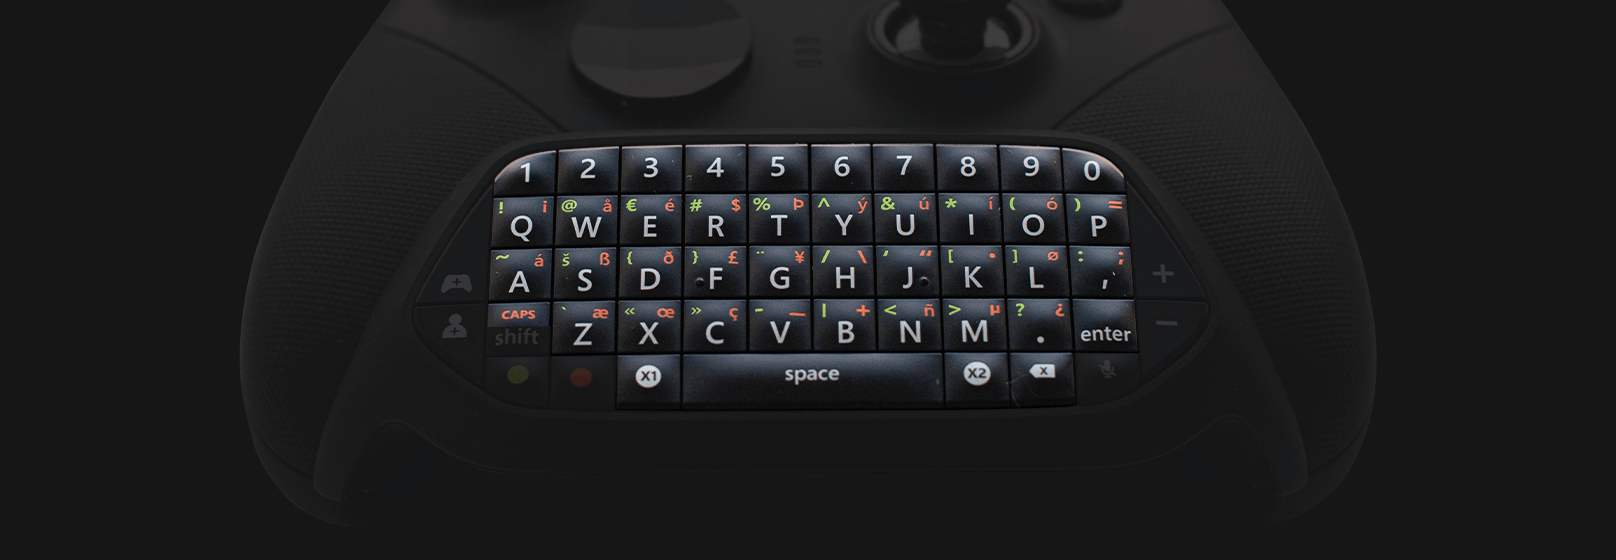 1 2 3 4 5 6 7 8 9 0
! ¡ Q @ å W € é E # $ R % Þ T ^ ý Y & ú U * í I ( ó O ) = P
~ á A š ß S { ð D } £ F ¨ ¥ G / \ H ‘ “ J [ • K ] ø L : ; ,
CAPS shift ` æ Z « œ X » ç C - _ V | + B < ñ N > µ M ? ¿ . enter
X1 space X2 x